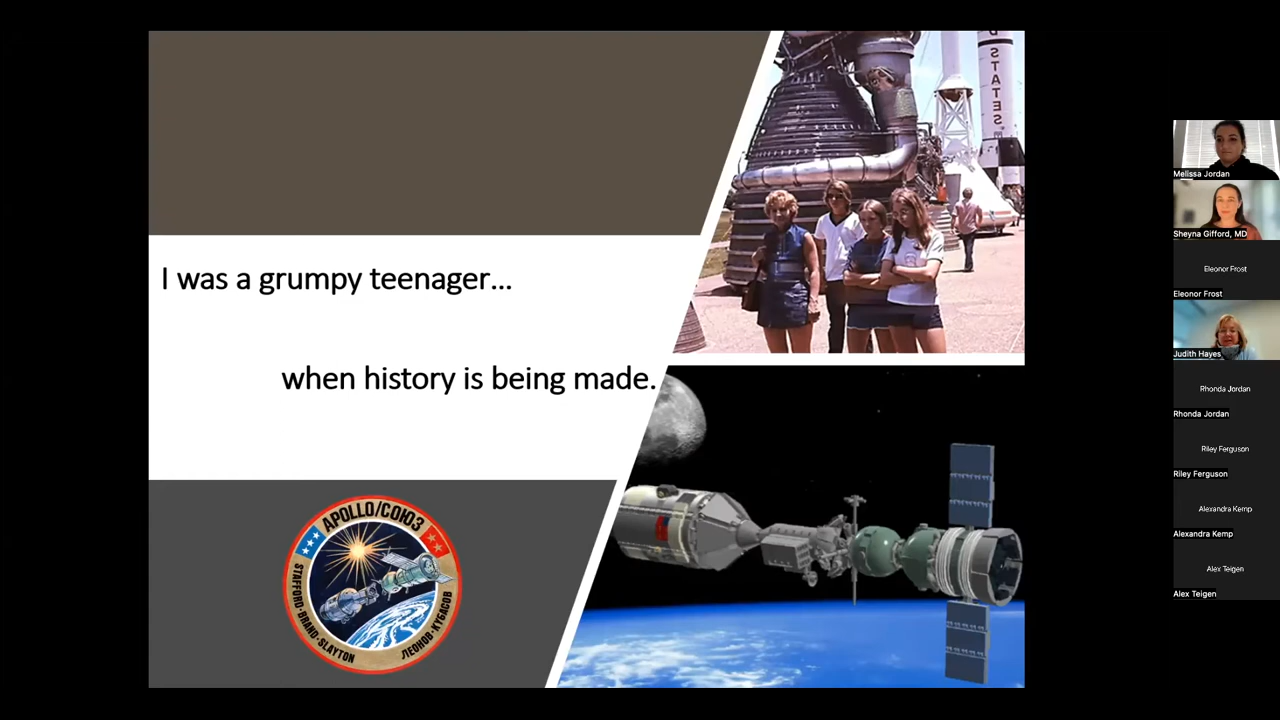 I was a grumpy teenager...
when history is being made.
APOLLO/СОЮЗ
STAFFORD·BRAND·SLAYTON
ЛЕОНОВ·КУБАСОВ
D STATES
Melissa Jordan
Sheyna Gifford, MD
Eleonor Frost
Eleonor Frost
Judith Hayes
Rhonda Jordan
Rhonda Jordan
Riley Ferguson
Riley Ferguson
Alexandra Kemp
Alexandra Kemp
Alex Teigen
Alex Teigen